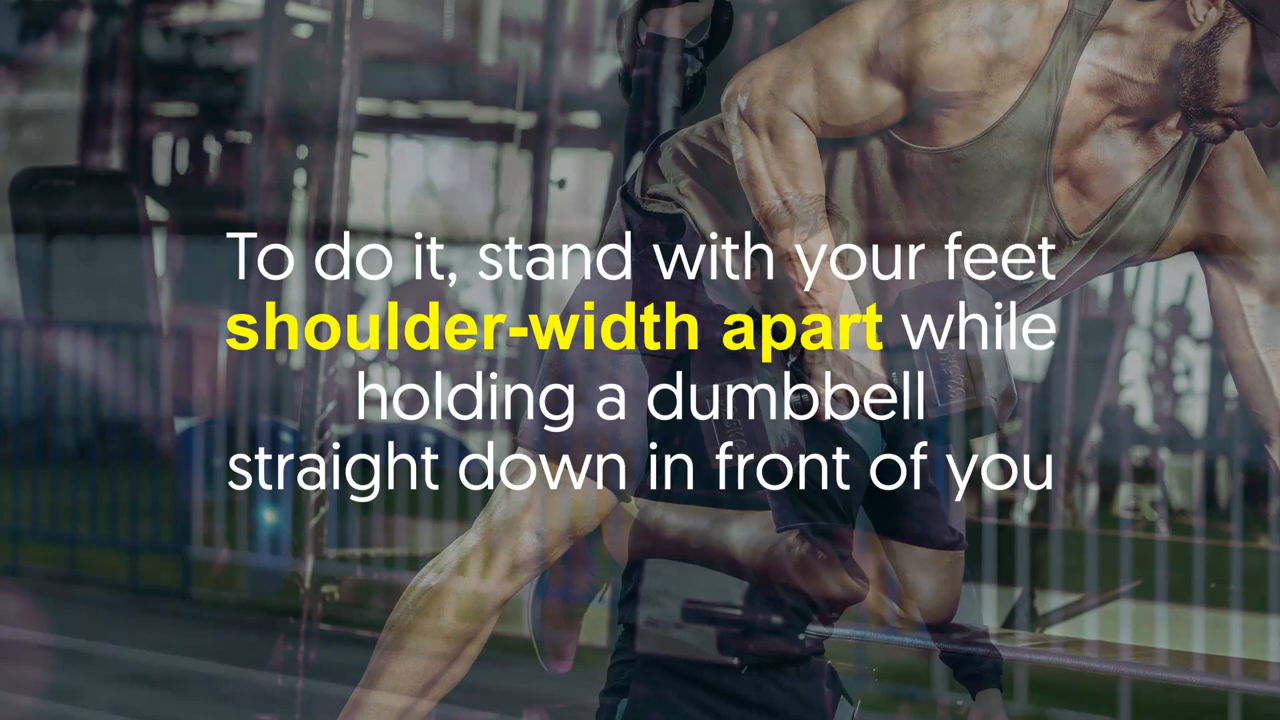 To do it, stand with your feet
shoulder-width apart while
holding a dumbbell
straight down in front of you